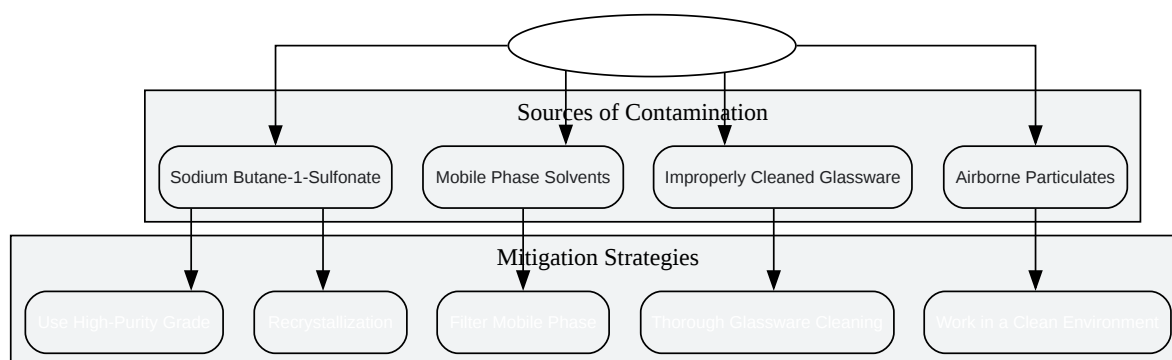 Sources of Contamination
Sodium Butane-1-Sulfonate
Mobile Phase Solvents
Improperly Cleaned Glassware
Airborne Particulates
Mitigation Strategies
Use High-Purity Grade
Recrystallization
Filter Mobile Phase
Thorough Glassware Cleaning
Work in a Clean Environment